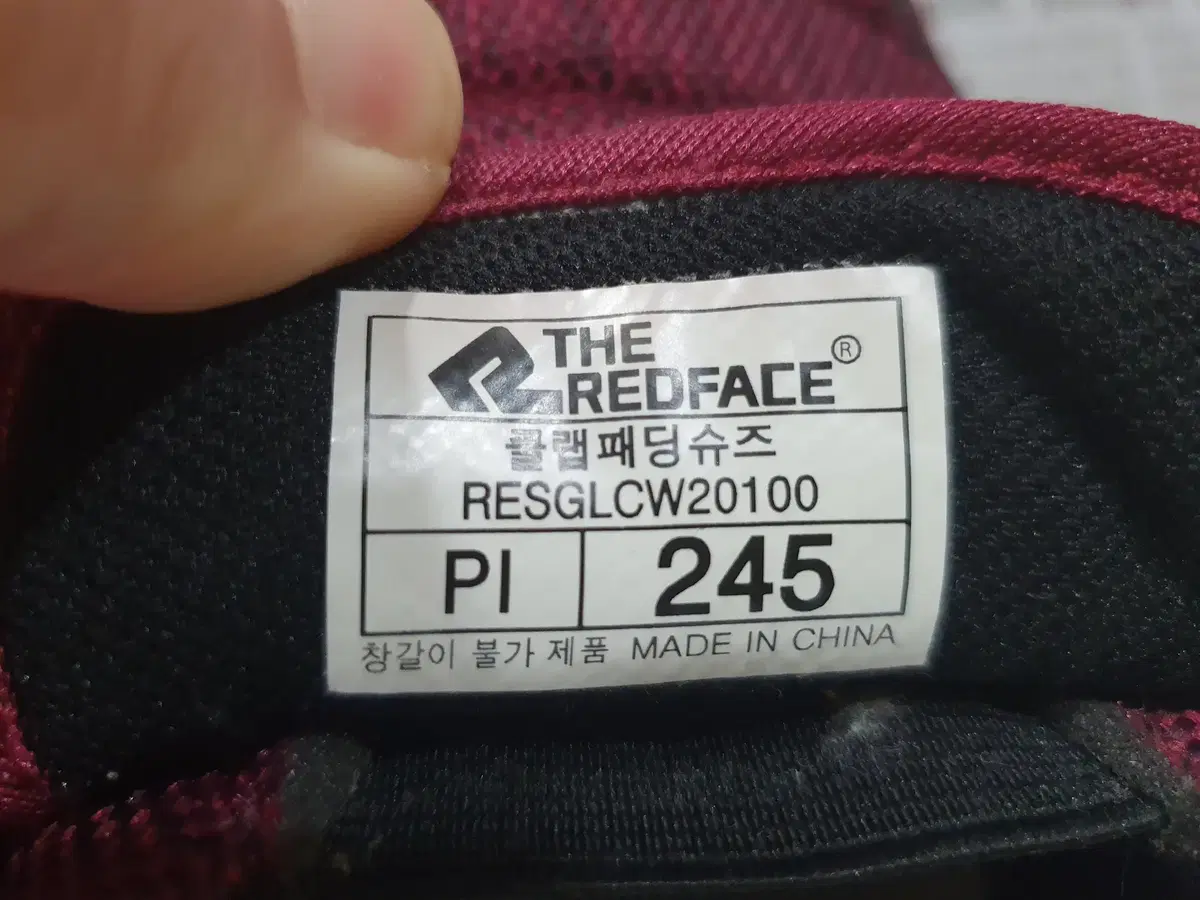 THE
REDFACE®
클랩패딩슈즈
RESGLCW20100
PI 245
창갈이 불가 제품 MADE IN CHINA